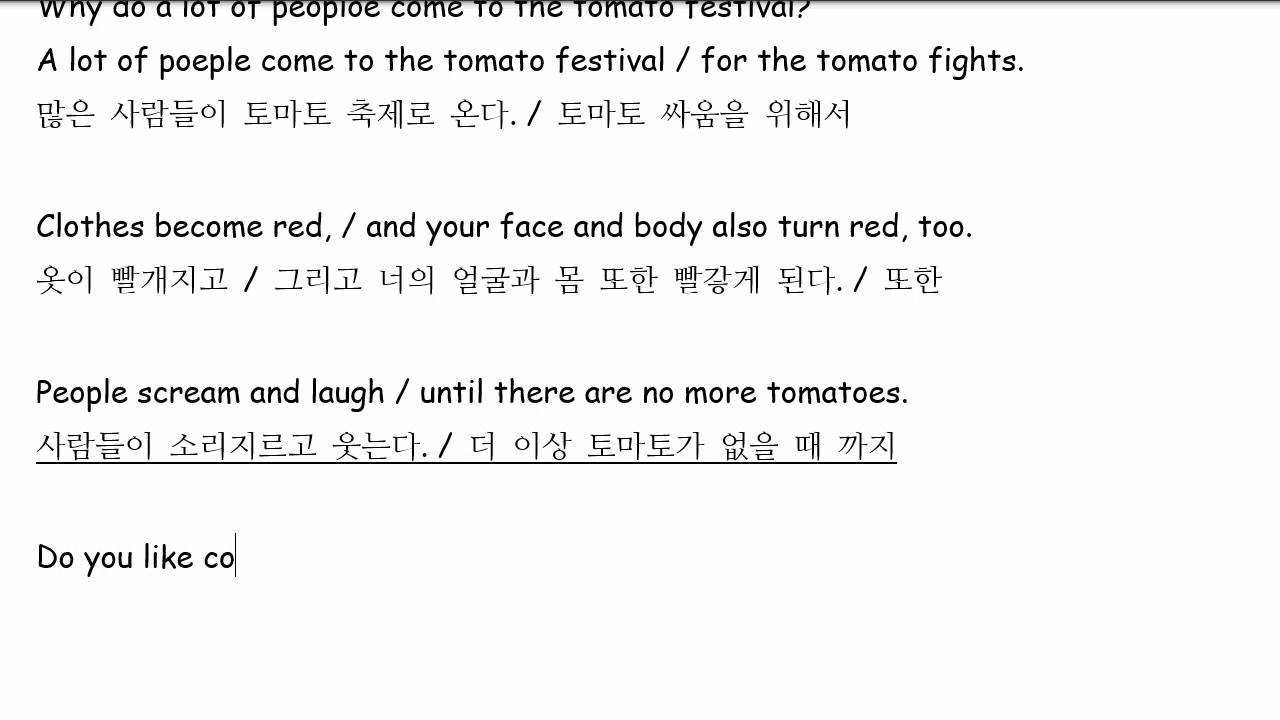 Why do a lot of peoploe come to the tomato festival?
A lot of poeple come to the tomato festival / for the tomato fights.
많은 사람들이 토마토 축제로 온다. / 토마토 싸움을 위해서
Clothes become red, / and your face and body also turn red, too.
옷이 빨개지고 / 그리고 너의 얼굴과 몸 또한 빨갛게 된다. / 또한
People scream and laugh / until there are no more tomatoes.
사람들이 소리지르고 웃는다. / 더 이상 토마토가 없을 때 까지
Do you like co